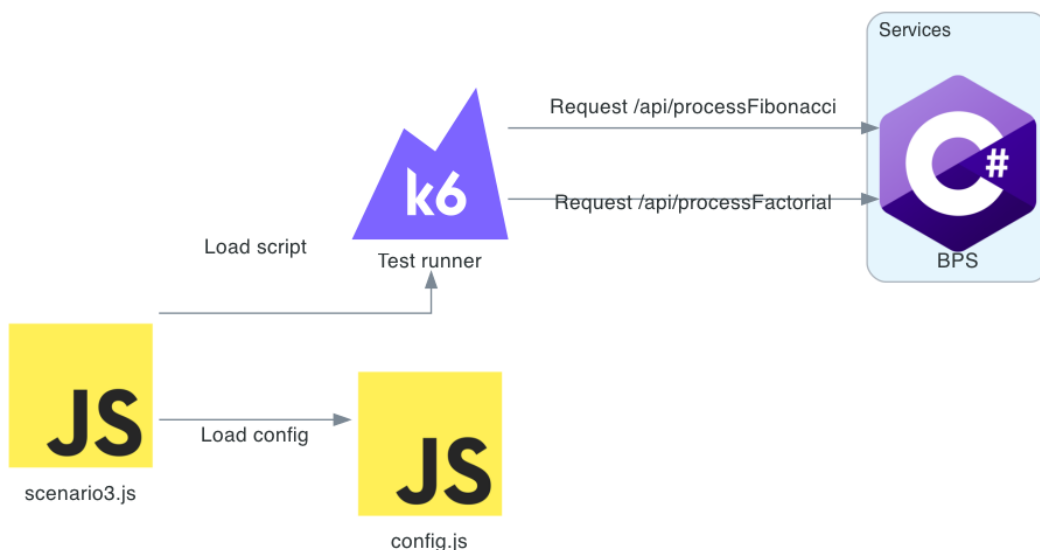 Services
Request /api/processFibonacci
C#
k6
Request /api/processFactorial
Load script
Test runner
BPS
JS
Load config
JS
scenario3.js
config.js